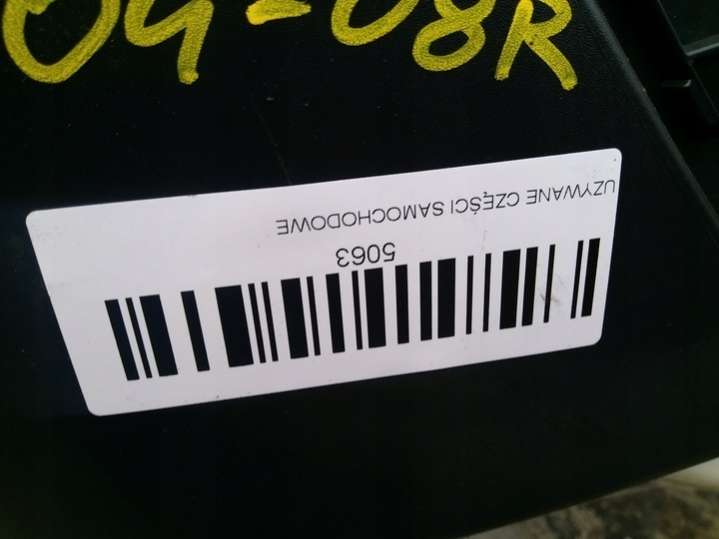 04-08R
UZYWANE CZĘŚCI SAMOCHODOWE
5063